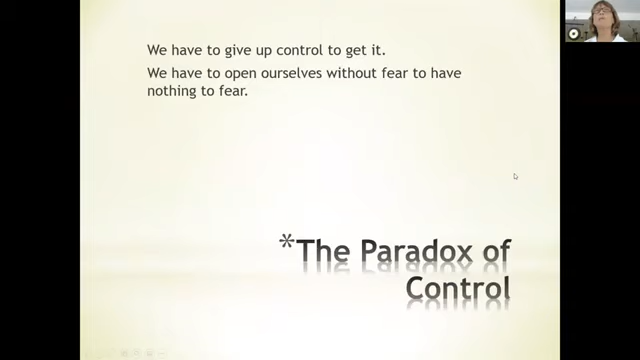 We have to give up control to get it.
We have to open ourselves without fear to have
nothing to fear.
*The Paradox of
Control